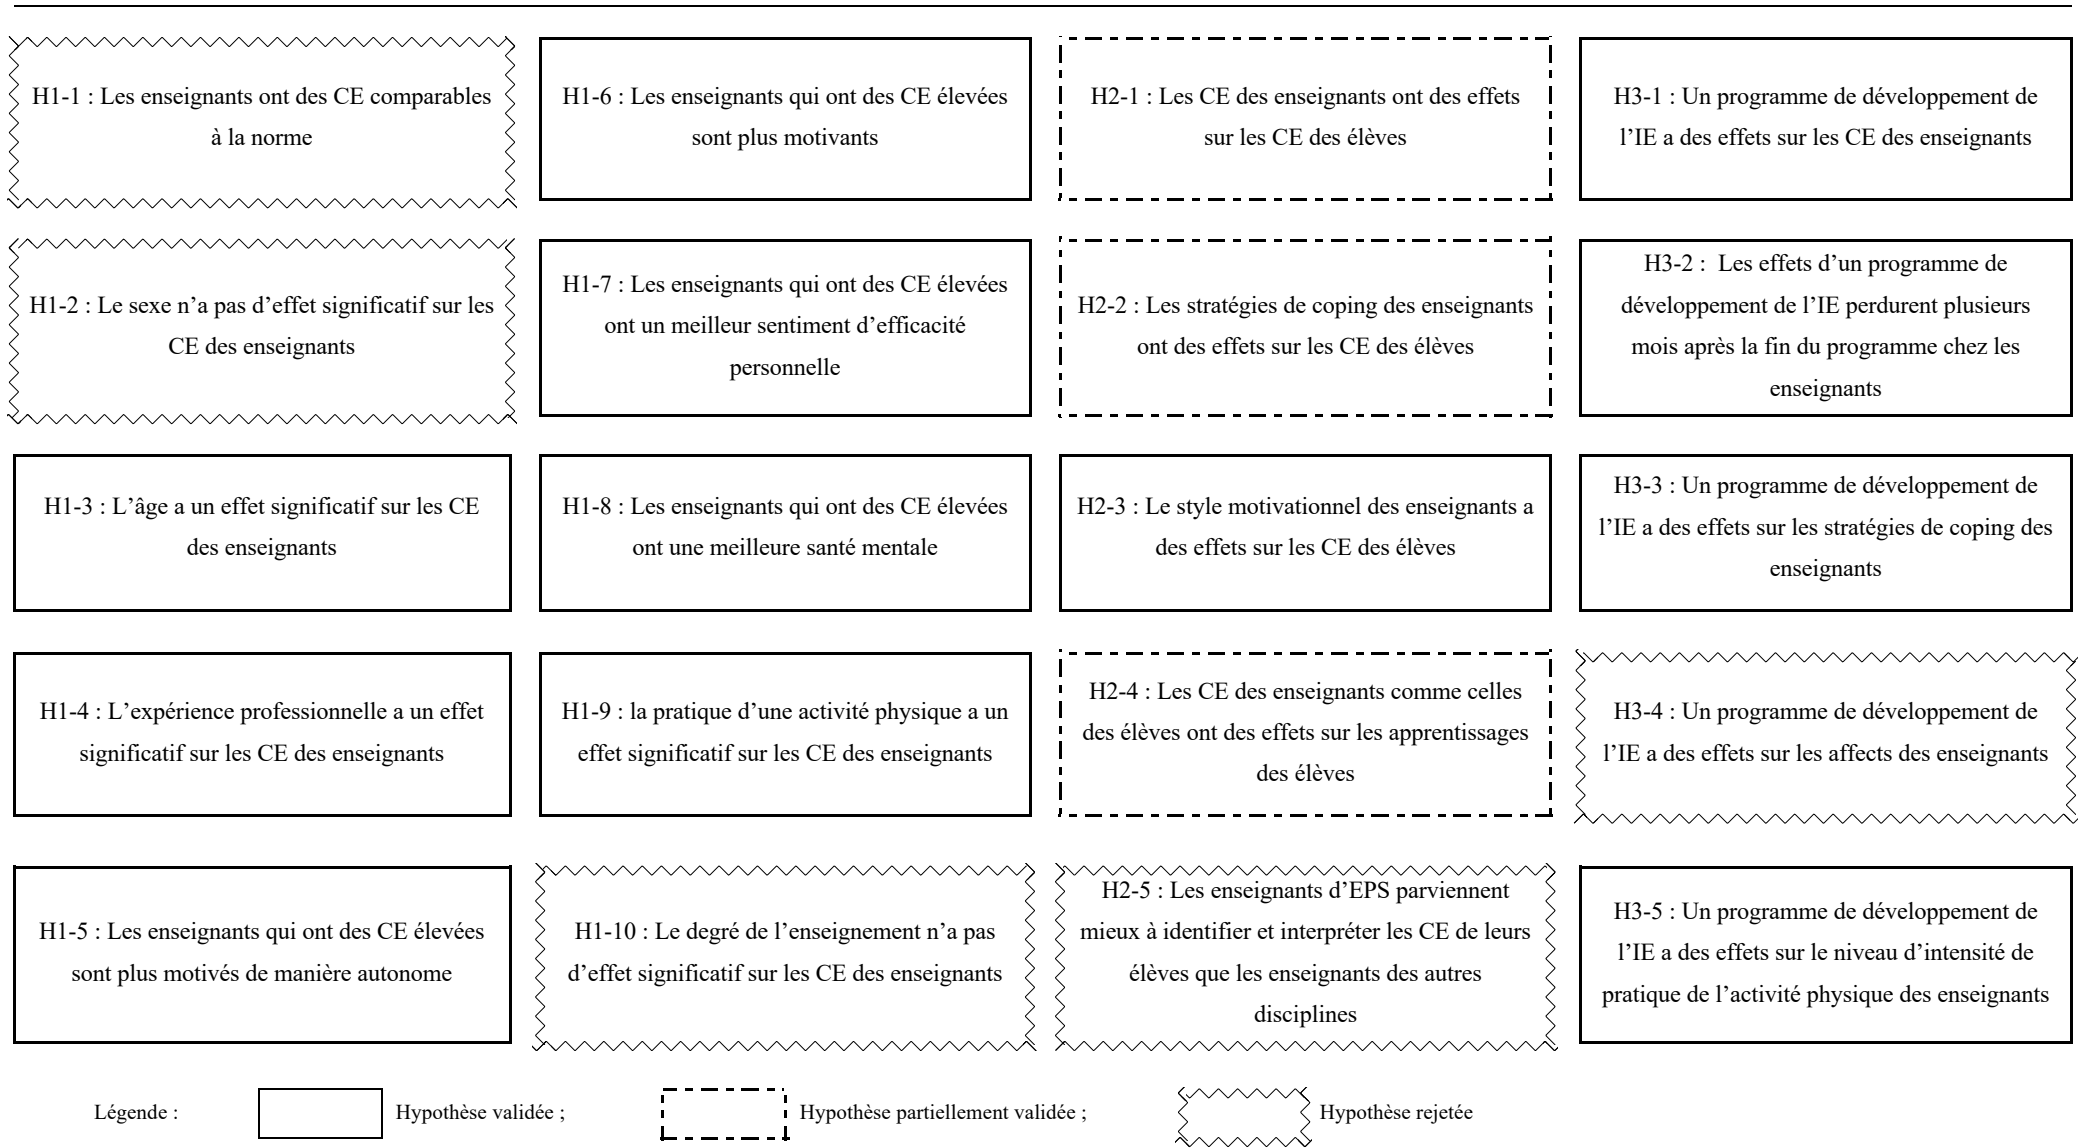 H1-1 : Les enseignants ont des CE comparables
à la norme
H1-6 : Les enseignants qui ont des CE élevées
sont plus motivants
H2-1 : Les CE des enseignants ont des effets
sur les CE des élèves
H3-1 : Un programme de développement de
l’IE a des effets sur les CE des enseignants
H1-2 : Le sexe n’a pas d’effet significatif sur les
CE des enseignants
H1-7 : Les enseignants qui ont des CE élevées
ont un meilleur sentiment d’efficacité
personnelle
H2-2 : Les stratégies de coping des enseignants
ont des effets sur les CE des élèves
H3-2 :  Les effets d’un programme de
développement de l’IE perdurent plusieurs
mois après la fin du programme chez les
enseignants
H1-3 : L’âge a un effet significatif sur les CE
des enseignants
H1-8 : Les enseignants qui ont des CE élevées
ont une meilleure santé mentale
H2-3 : Le style motivationnel des enseignants a
des effets sur les CE des élèves
H3-3 : Un programme de développement de
l’IE a des effets sur les stratégies de coping des
enseignants
H1-4 : L’expérience professionnelle a un effet
significatif sur les CE des enseignants
H1-9 : la pratique d’une activité physique a un
effet significatif sur les CE des enseignants
H2-4 : Les CE des enseignants comme celles
des élèves ont des effets sur les apprentissages
des élèves
H3-4 : Un programme de développement de
l’IE a des effets sur les affects des enseignants
H1-5 : Les enseignants qui ont des CE élevées
sont plus motivés de manière autonome
H1-10 : Le degré de l’enseignement n’a pas
d’effet significatif sur les CE des enseignants
H2-5 : Les enseignants d’EPS parviennent
mieux à identifier et interpréter les CE de leurs
élèves que les enseignants des autres
disciplines
H3-5 : Un programme de développement de
l’IE a des effets sur le niveau d’intensité de
pratique de l’activité physique des enseignants
Légende : Hypothèse validée ; Hypothèse partiellement validée ; Hypothèse rejetée